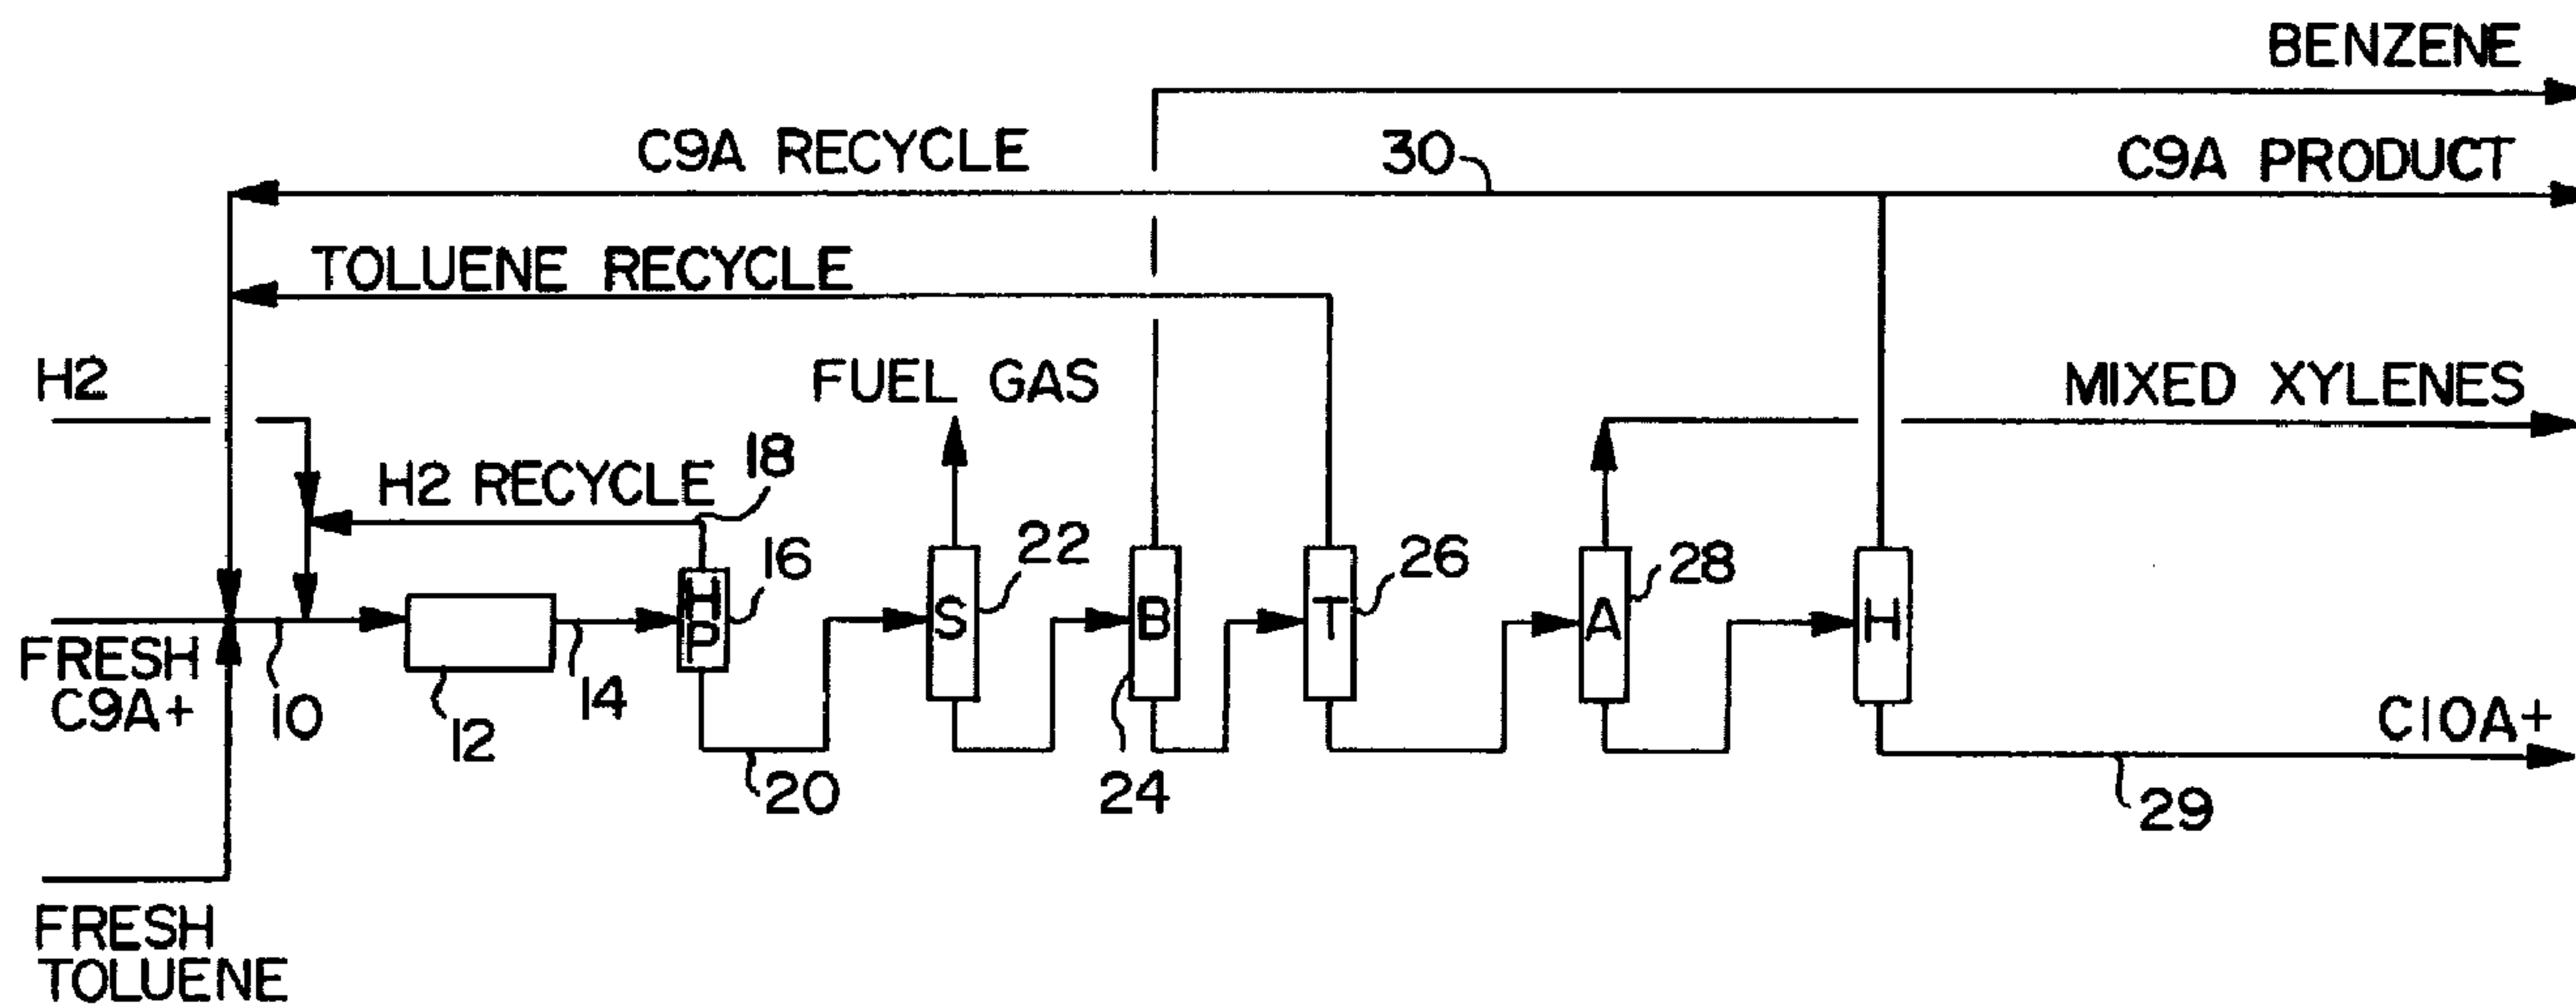 BENZENE
C9A RECYCLE
30
C9A PRODUCT
TOLUENE RECYCLE
H2
FUEL GAS
MIXED XYLENES
H2 RECYCLE
18
16
22
26
28
HP
S
B
T
A
H
FRESH
C9A+
10
12
14
20
24
C10A+
29
FRESH
TOLUENE